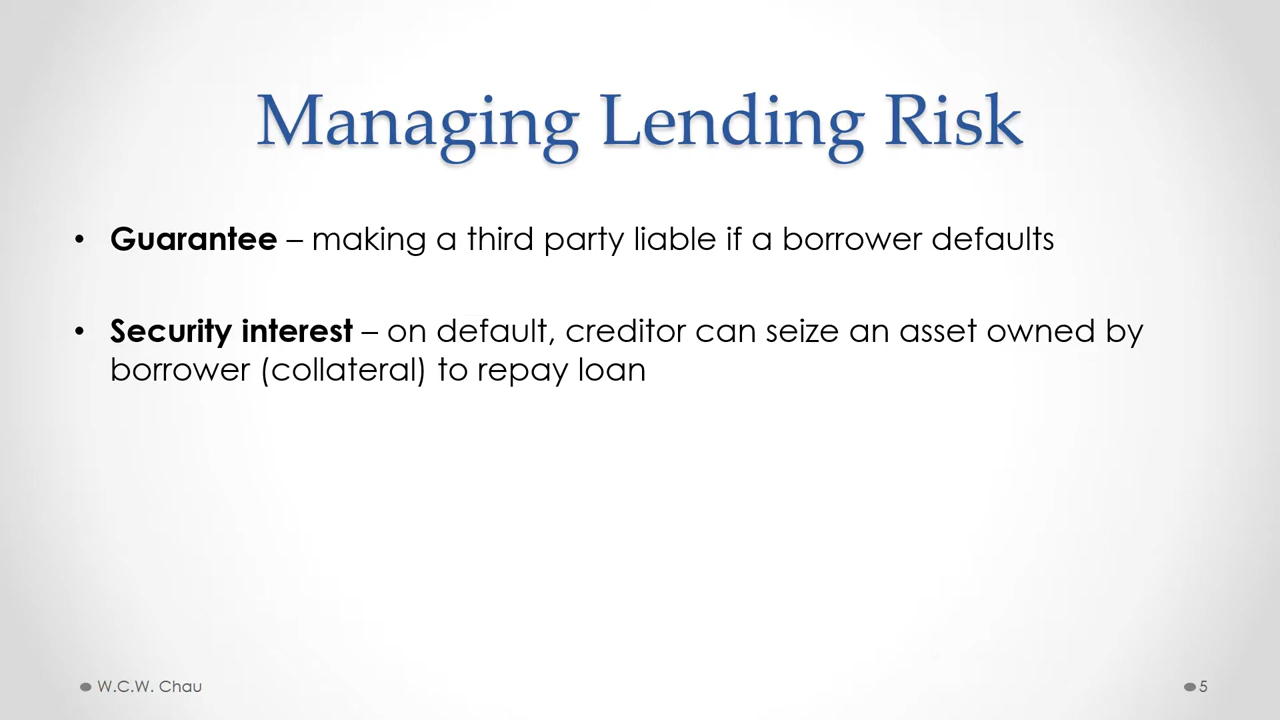 Managing Lending Risk
• Guarantee – making a third party liable if a borrower defaults
• Security interest – on default, creditor can seize an asset owned by
borrower (collateral) to repay loan
W.C.W. Chau
5